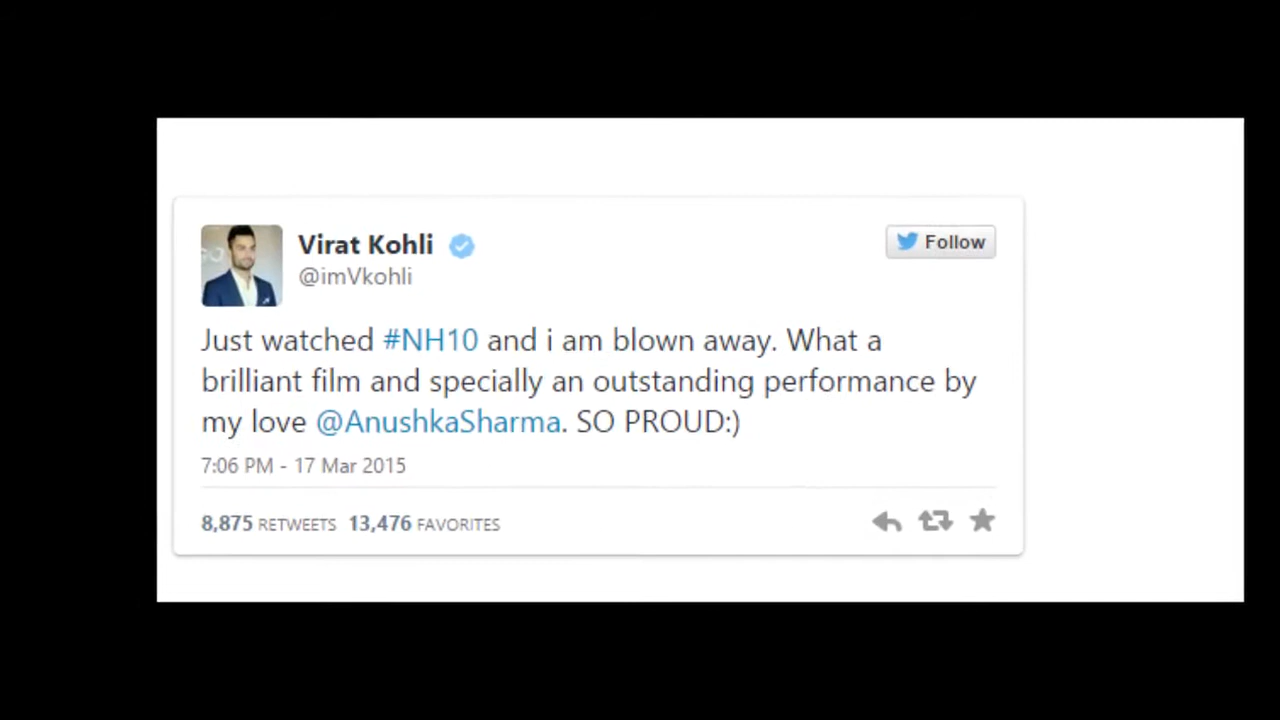 Virat Kohli
@imVkohli
Follow
Just watched #NH10 and i am blown away. What a
brilliant film and specially an outstanding performance by
my love @AnushkaSharma. SO PROUD:)
7:06 PM - 17 Mar 2015
8,875 RETWEETS 13,476 FAVORITES